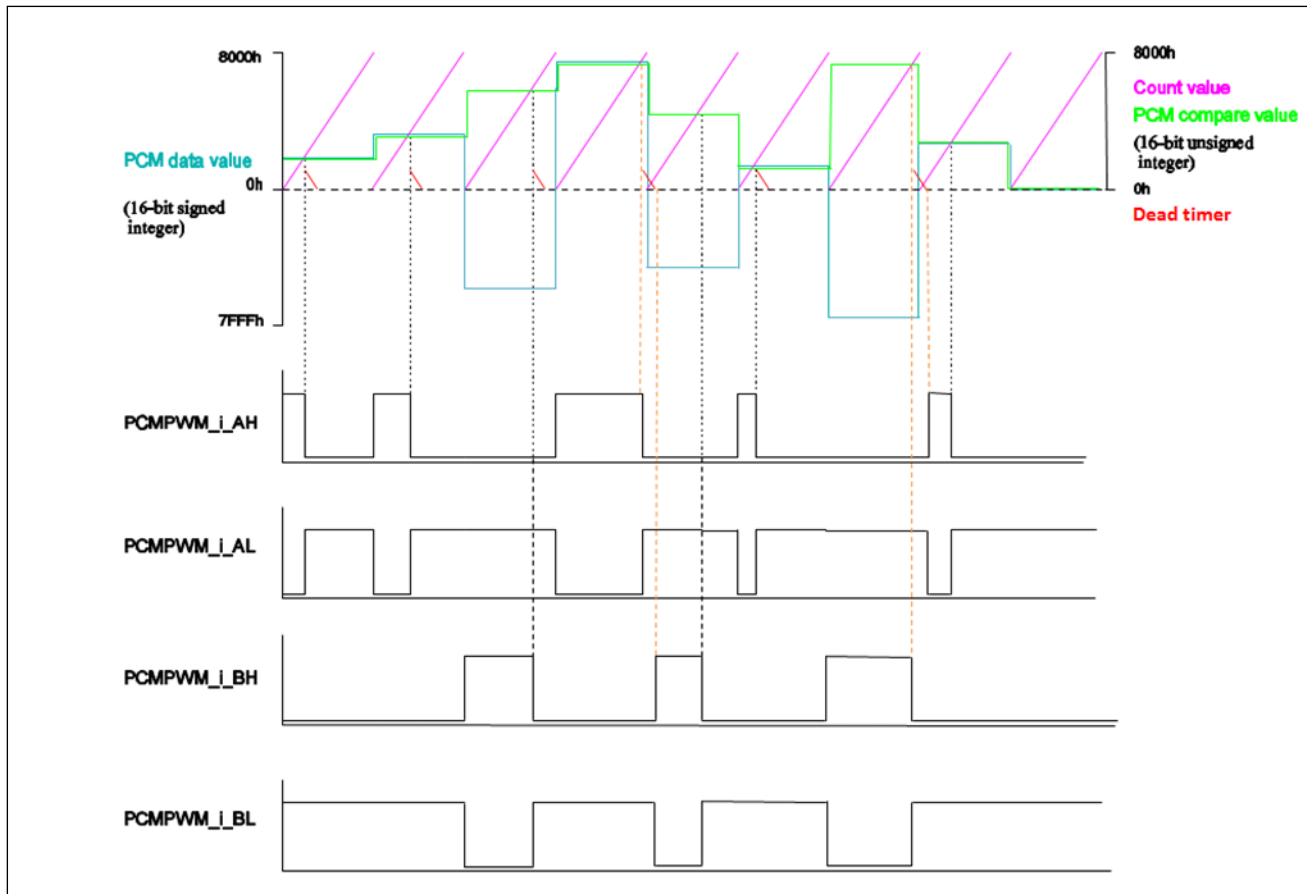 8000h
PCM data value
0h
(16-bit signed
integer)
7FFFh
8000h
Count value
PCM compare value
(16-bit unsigned
integer)
0h
Dead timer
PCMPWM_i_AH
PCMPWM_i_AL
PCMPWM_i_BH
PCMPWM_i_BL